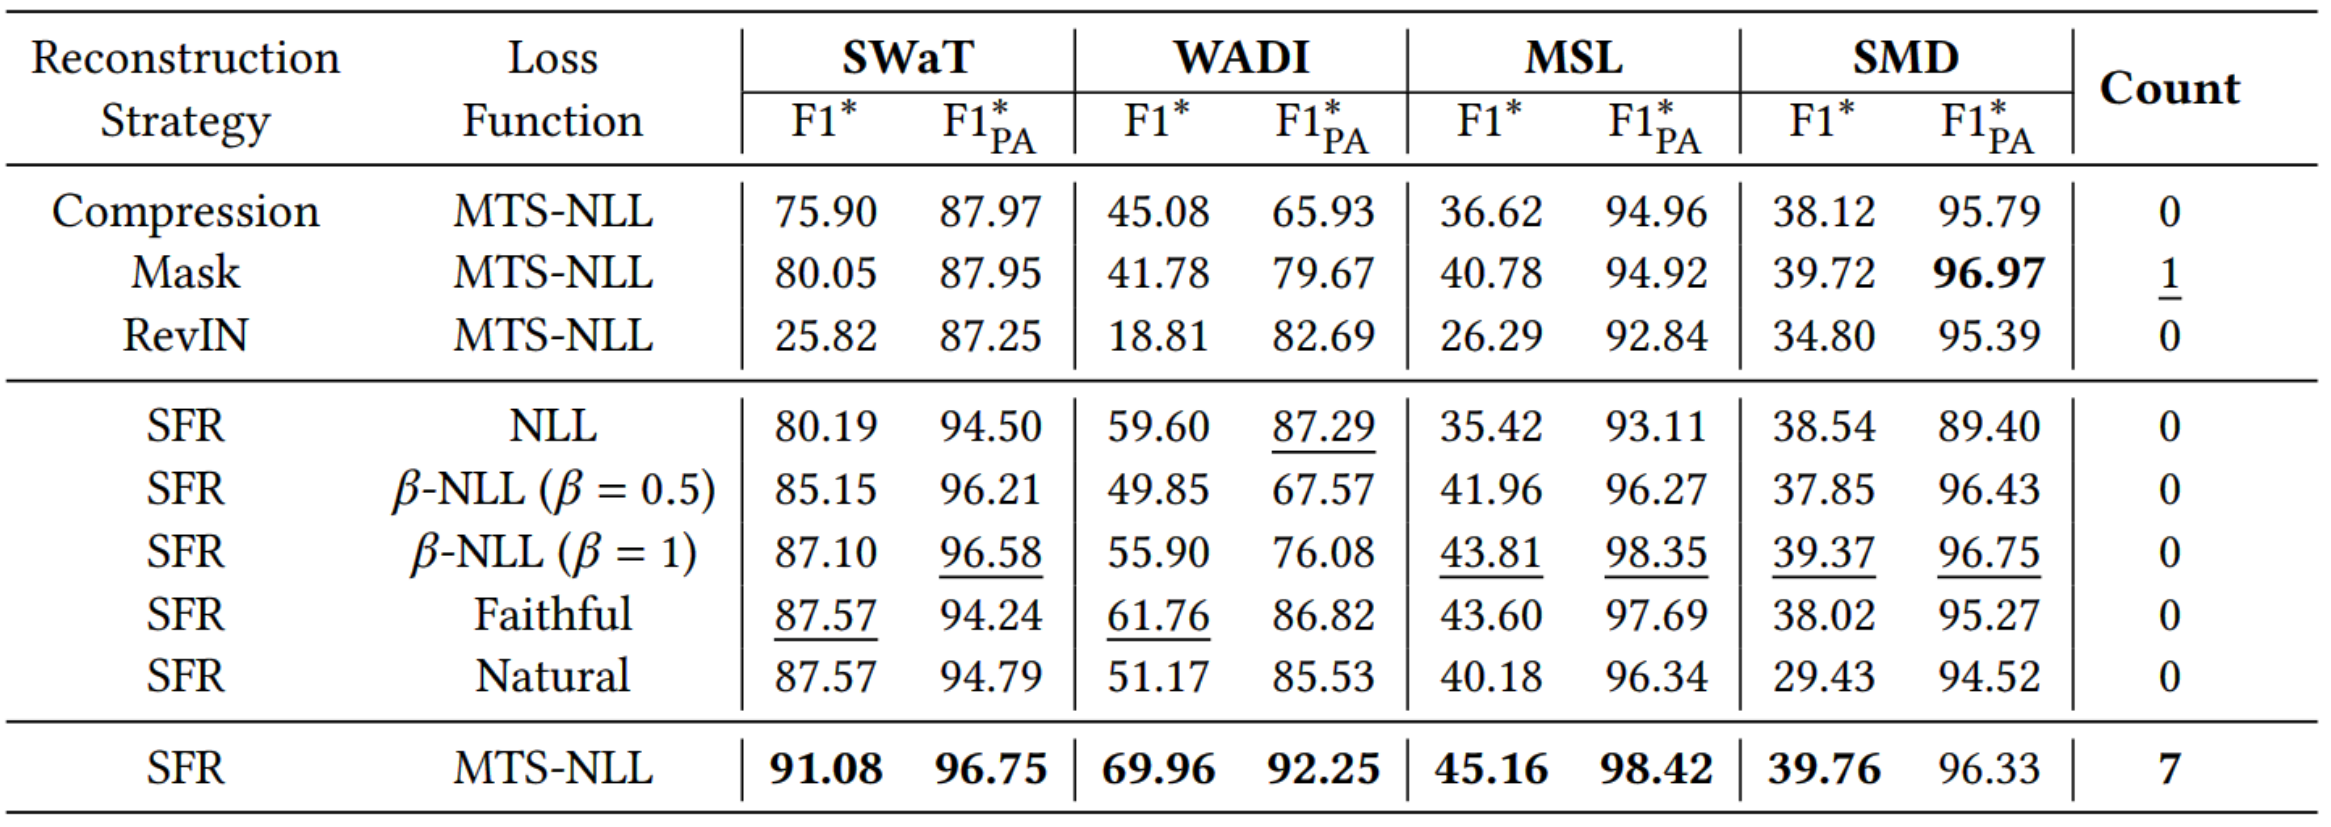 Reconstruction Loss SWaT WADI MSL SMD Count
Strategy Function F1* F1*PA F1* F1*PA F1* F1*PA F1* F1*PA
Compression MTS-NLL 75.90 87.97 45.08 65.93 36.62 94.96 38.12 95.79 0
Mask MTS-NLL 80.05 87.95 41.78 79.67 40.78 94.92 39.72 96.97 1
RevIN MTS-NLL 25.82 87.25 18.81 82.69 26.29 92.84 34.80 95.39 0
SFR NLL 80.19 94.50 59.60 87.29 35.42 93.11 38.54 89.40 0
SFR β-NLL (β = 0.5) 85.15 96.21 49.85 67.57 41.96 96.27 37.85 96.43 0
SFR β-NLL (β = 1) 87.10 96.58 55.90 76.08 43.81 98.35 39.37 96.75 0
SFR Faithful 87.57 94.24 61.76 86.82 43.60 97.69 38.02 95.27 0
SFR Natural 87.57 94.79 51.17 85.53 40.18 96.34 29.43 94.52 0
SFR MTS-NLL 91.08 96.75 69.96 92.25 45.16 98.42 39.76 96.33 7